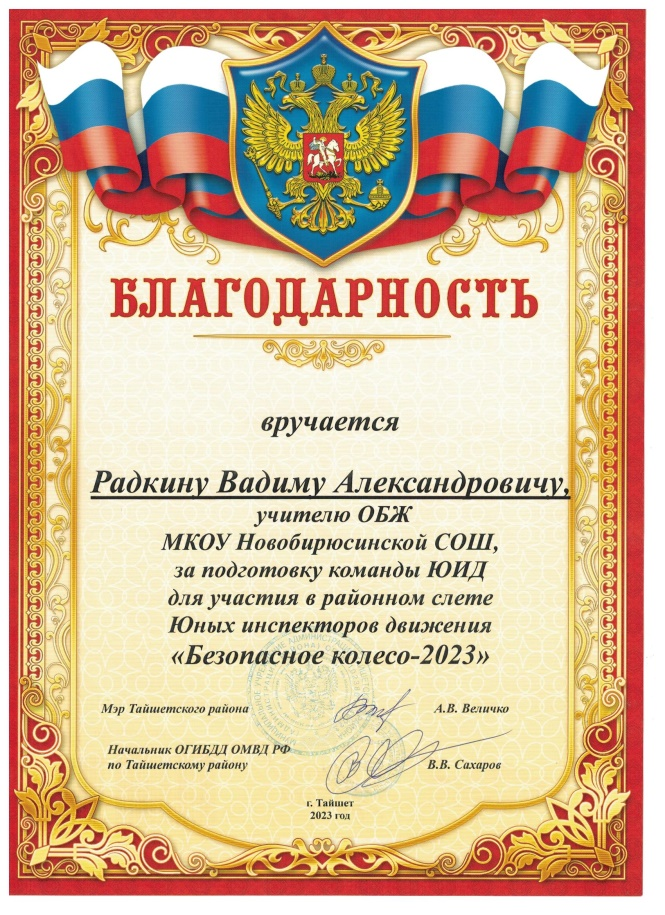 БЛАГОДАРНОСТЬ
вручается
Радкину Вадиму Александровичу,
учителю ОБЖ
МКОУ Новобирюсинской СОШ,
за подготовку команды ЮИД
для участия в районном слете
Юных инспекторов движения
«Безопасное колесо-2023»
Мэр Тайшетского района А.В. Величко
Начальник ОГИБДД ОМВД РФ
по Тайшетскому району В.В. Сахаров
г. Тайшет
2023 год